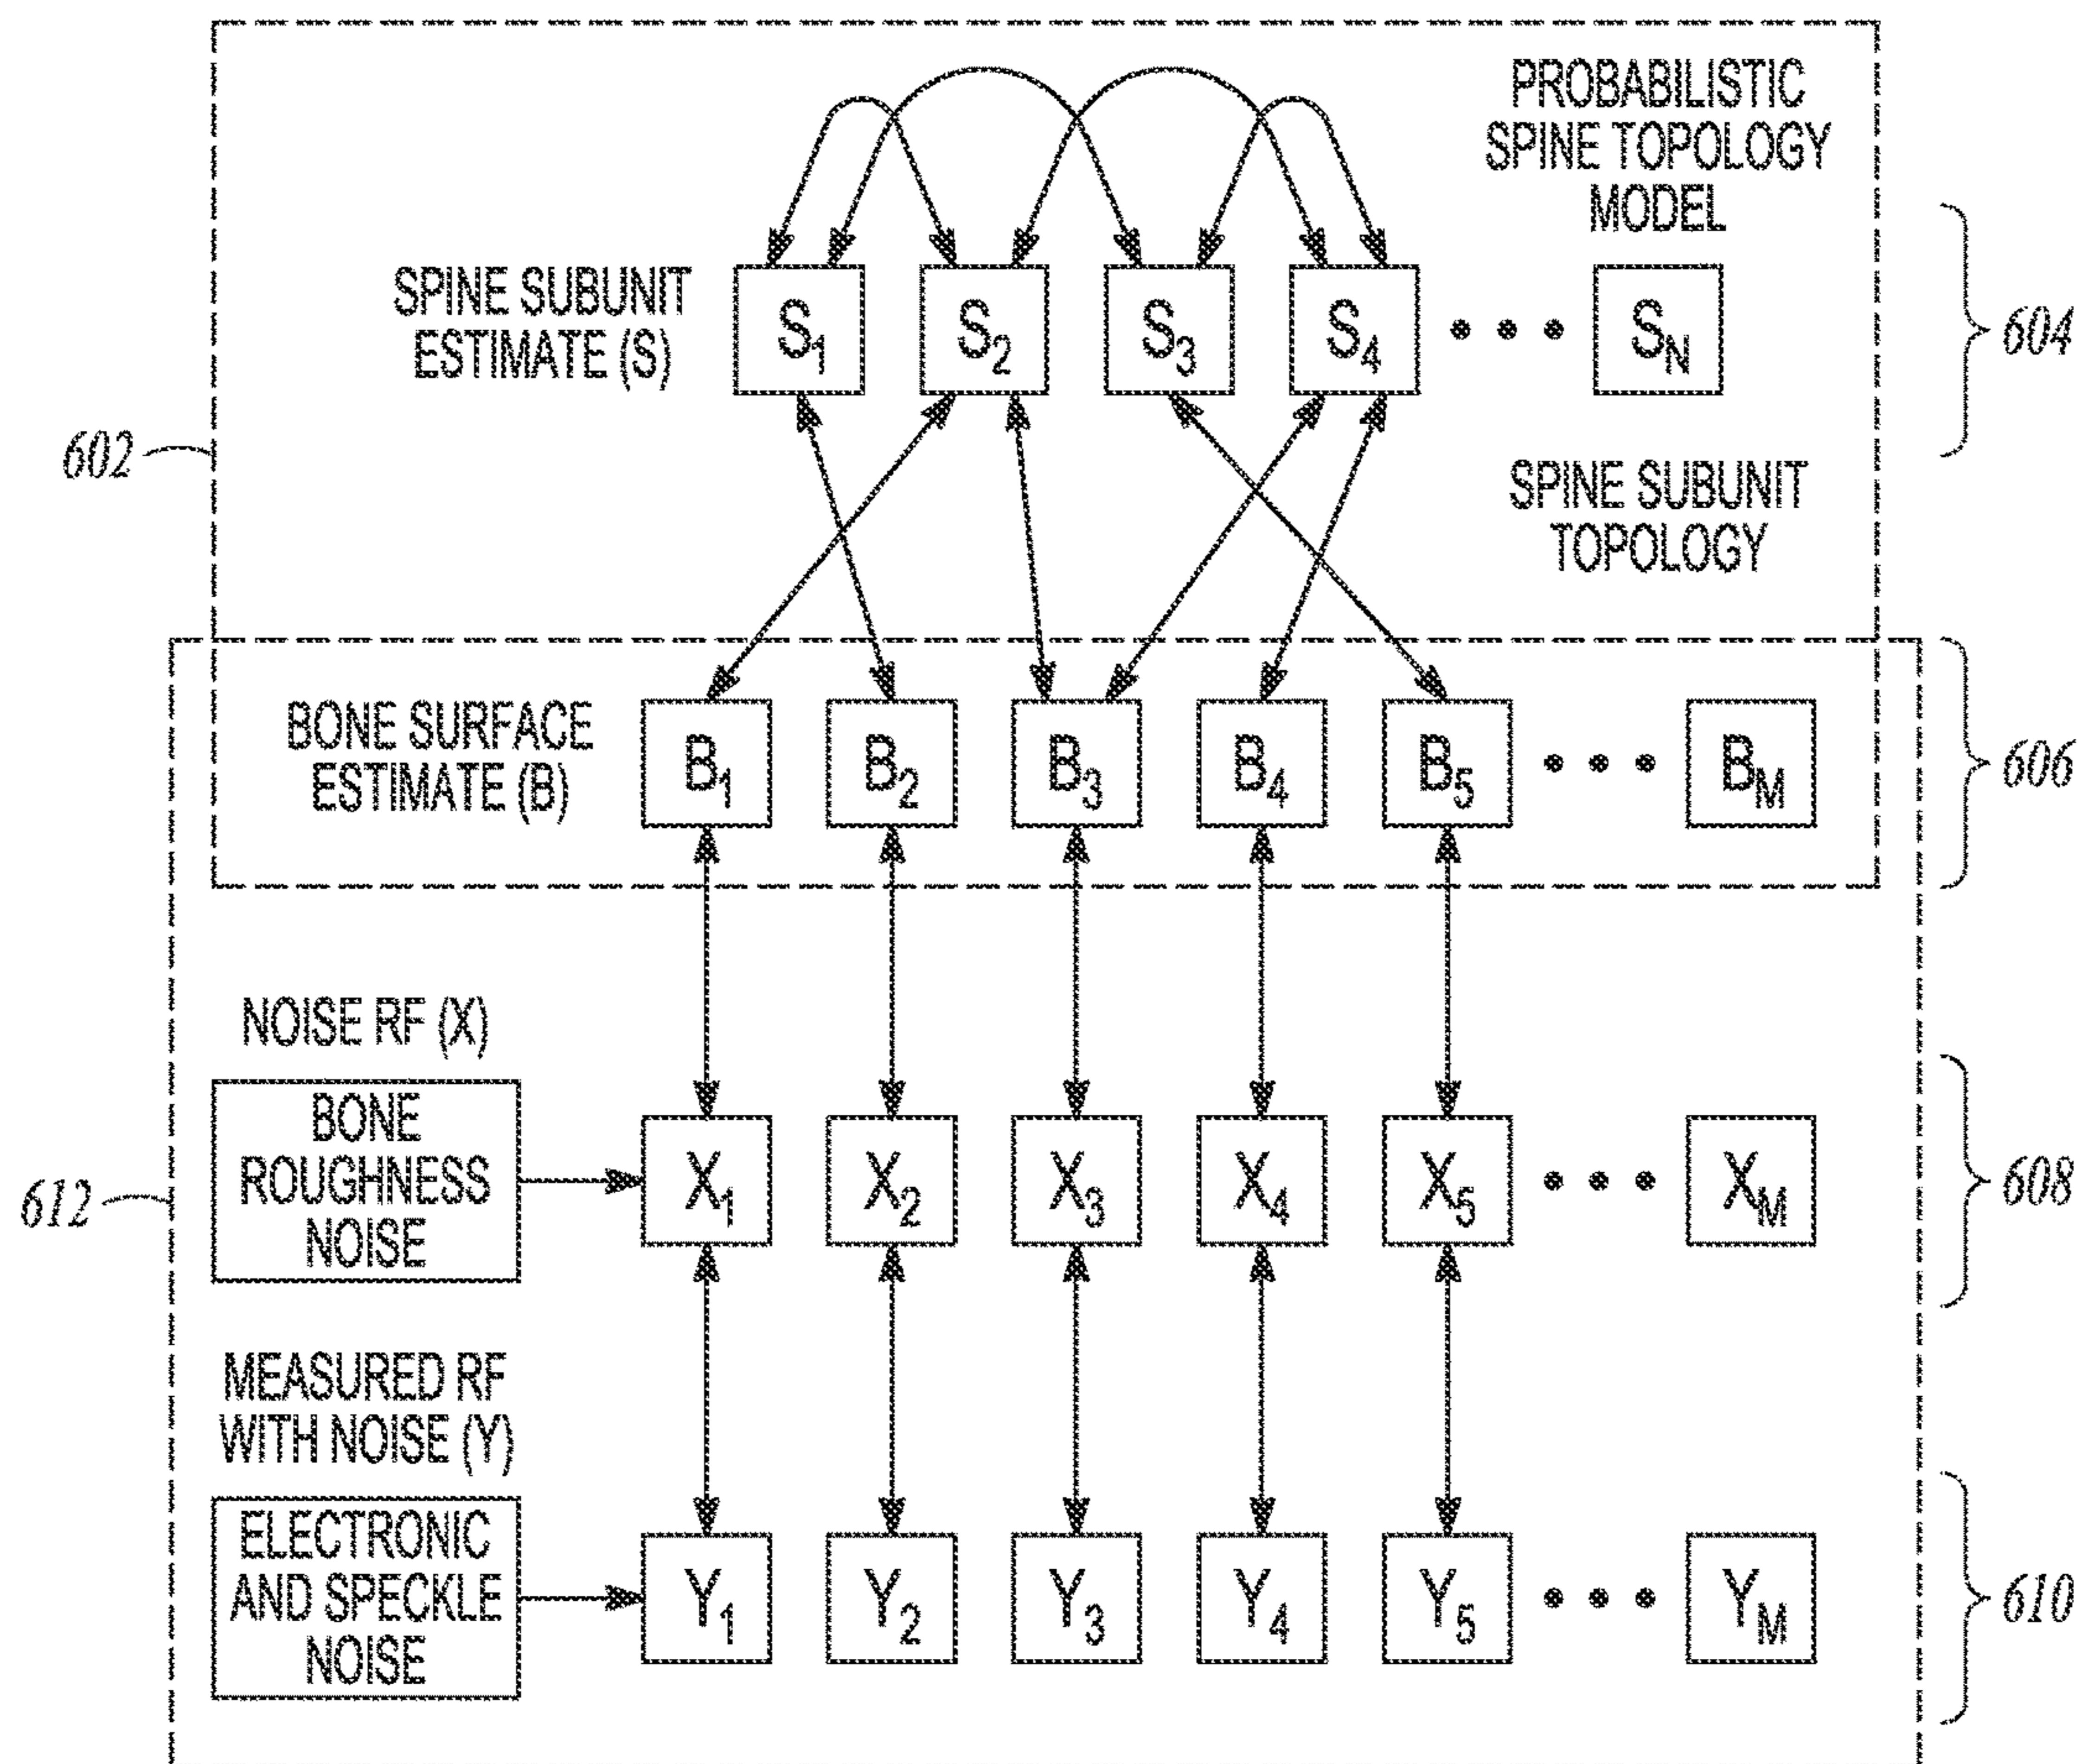 PROBABILISTIC
SPINE TOPOLOGY
MODEL
SPINE SUBUNIT
ESTIMATE (S)
S1 S2 S3 S4 • • • SN
604
602
SPINE SUBUNIT
TOPOLOGY
BONE SURFACE
ESTIMATE (B)
B1 B2 B3 B4 B5 • • • BM
606
NOISE RF (X)
BONE
ROUGHNESS
NOISE
X1 X2 X3 X4 X5 • • • XM
608
612
MEASURED RF
WITH NOISE (Y)
ELECTRONIC
AND SPECKLE
NOISE
Y1 Y2 Y3 Y4 Y5 • • • YM
610